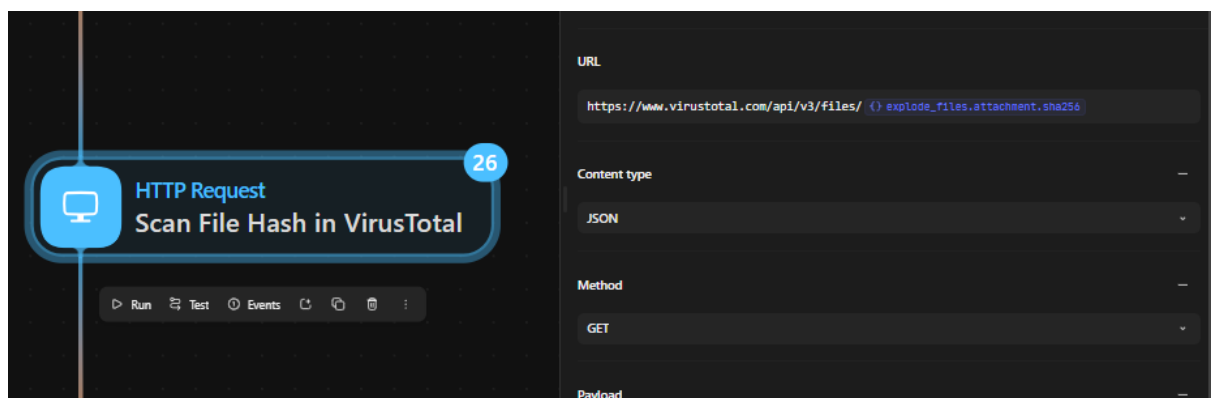 26
HTTP Request
Scan File Hash in VirusTotal
Run Test Events
URL
https://www.virustotal.com/api/v3/files/ {} explode_files.attachment.sha256
Content type
JSON
Method
GET
Payload